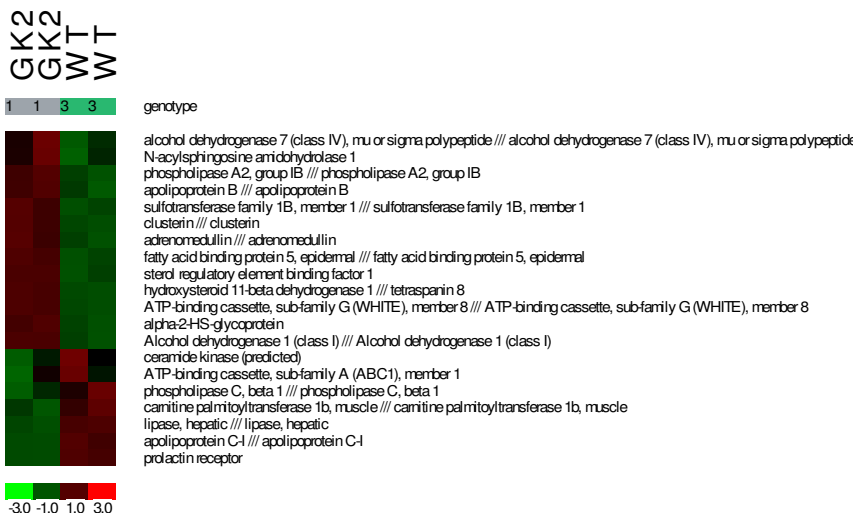 GK2 GK2 WT WT
1 1 3 3 genotype
alcohol dehydrogenase 7 (class IV), mu or sigma polypeptide /// alcohol dehydrogenase 7 (class IV), mu or sigma polypeptide
N-acylsphingosine amidohydrolase 1
phospholipase A2, group IB /// phospholipase A2, group IB
apolipoprotein B /// apolipoprotein B
sulfotransferase family 1B, member 1 /// sulfotransferase family 1B, member 1
clusterin /// clusterin
adrenomedullin /// adrenomedullin
fatty acid binding protein 5, epidermal /// fatty acid binding protein 5, epidermal
sterol regulatory element binding factor 1
hydroxysteroid 11-beta dehydrogenase 1 /// tetraspanin 8
ATP-binding cassette, sub-family G (WHITE), member 8 /// ATP-binding cassette, sub-family G (WHITE), member 8
alpha-2-HS-glycoprotein
Alcohol dehydrogenase 1 (class I) /// Alcohol dehydrogenase 1 (class I)
ceramide kinase (predicted)
ATP-binding cassette, sub-family A (ABC1), member 1
phospholipase C, beta 1 /// phospholipase C, beta 1
carnitine palmitoyltransferase 1b, muscle /// carnitine palmitoyltransferase 1b, muscle
lipase, hepatic /// lipase, hepatic
apolipoprotein C-I /// apolipoprotein C-I
prolactin receptor
-3.0 -1.0 1.0 3.0